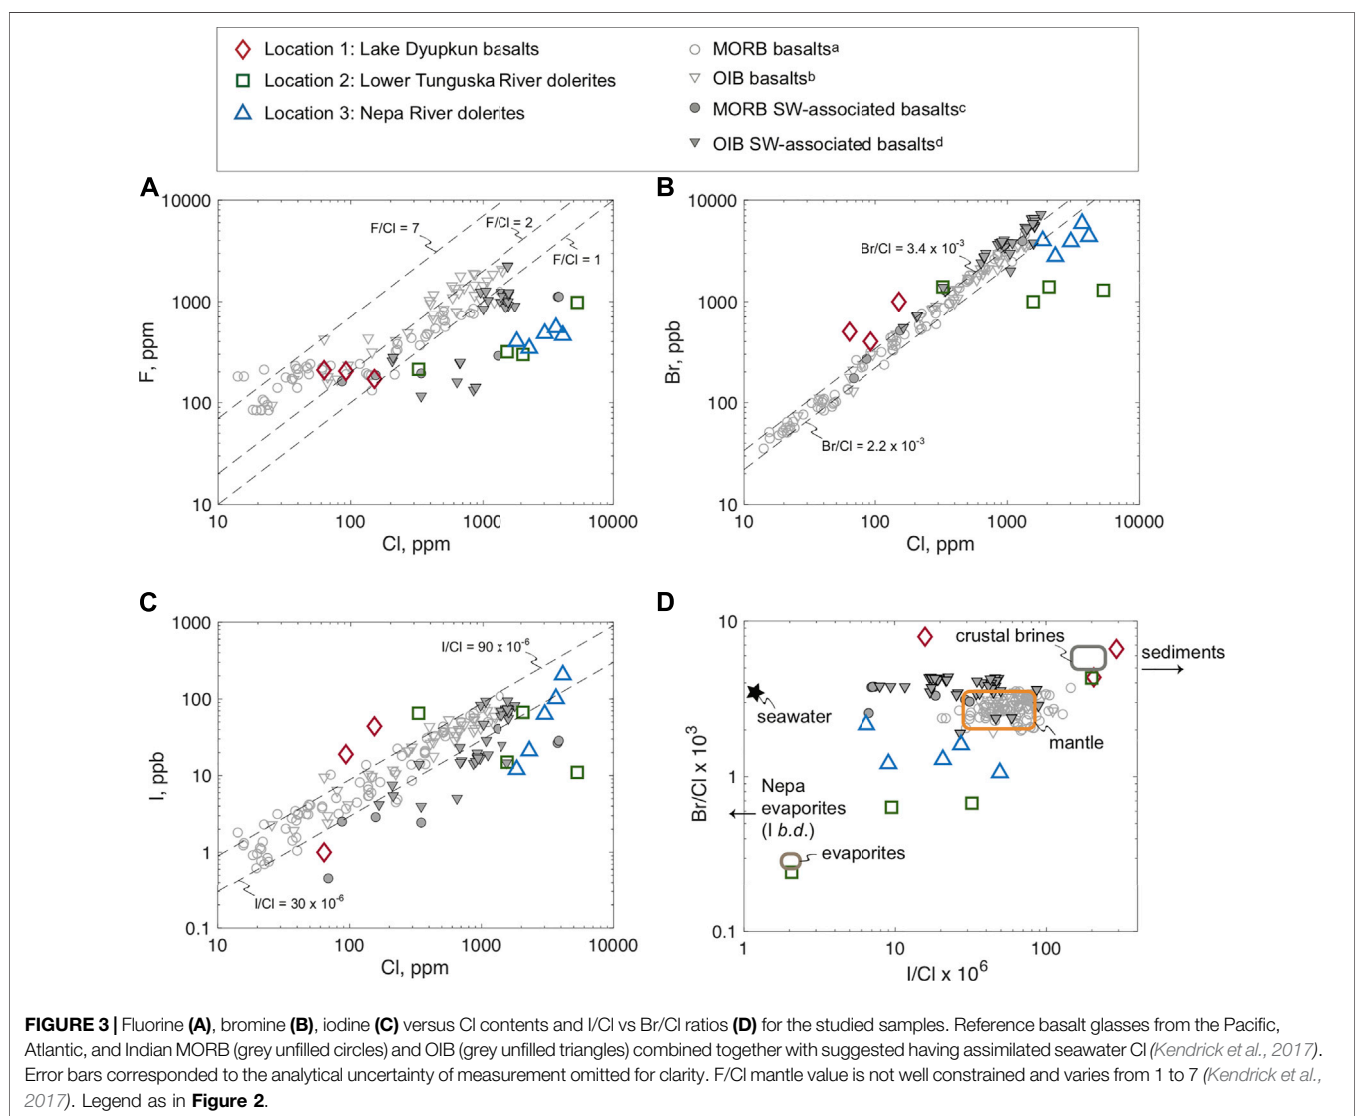 Location 1: Lake Dyupkun basalts
Location 2: Lower Tunguska River dolerites
Location 3: Nepa River dolerites
MORB basaltsa
OIB basaltsb
MORB SW-associated basaltsc
OIB SW-associated basaltsd
A
10000
1000
100
10
F, ppm
F/Cl = 7
F/Cl = 2
F/Cl = 1
10
100
1000
10000
Cl, ppm
B
10000
1000
100
10
Br, ppb
Br/Cl = 3.4 x 10-3
Br/Cl = 2.2 x 10-3
10
100
1000
10000
Cl, ppm
C
1000
100
10
1
0.1
I, ppb
I/Cl = 90 x 10-6
I/Cl = 30 x 10-6
10
100
1000
10000
Cl, ppm
D
10
1
0.1
Br/Cl x 103
crustal brines
sediments
seawater
mantle
Nepa
evaporites
(I b.d.)
evaporites
1
10
100
I/Cl x 106
FIGURE 3 | Fluorine (A), bromine (B), iodine (C) versus Cl contents and I/Cl vs Br/Cl ratios (D) for the studied samples. Reference basalt glasses from the Pacific,
Atlantic, and Indian MORB (grey unfilled circles) and OIB (grey unfilled triangles) combined together with suggested having assimilated seawater Cl (Kendrick et al., 2017).
Error bars corresponded to the analytical uncertainty of measurement omitted for clarity. F/Cl mantle value is not well constrained and varies from 1 to 7 (Kendrick et al.,
2017). Legend as in Figure 2.